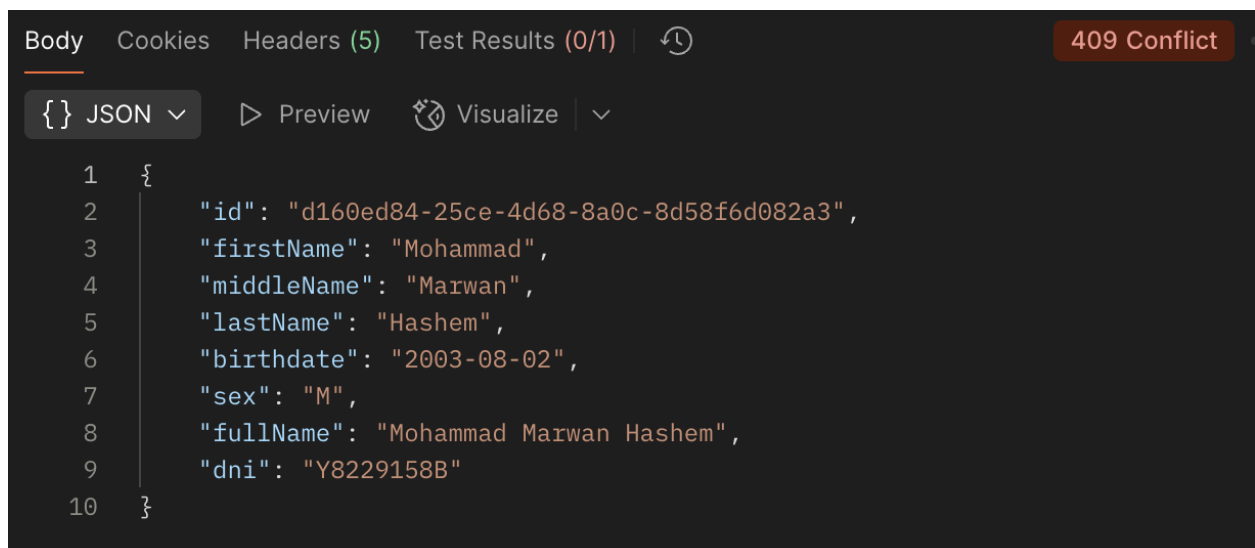 Body Cookies Headers (5) Test Results (0/1) 409 Conflict
{} JSON Preview Visualize
1 {
2 "id": "d160ed84-25ce-4d68-8a0c-8d58f6d082a3",
3 "firstName": "Mohammad",
4 "middleName": "Marwan",
5 "lastName": "Hashem",
6 "birthdate": "2003-08-02",
7 "sex": "M",
8 "fullName": "Mohammad Marwan Hashem",
9 "dni": "Y8229158B"
10 }